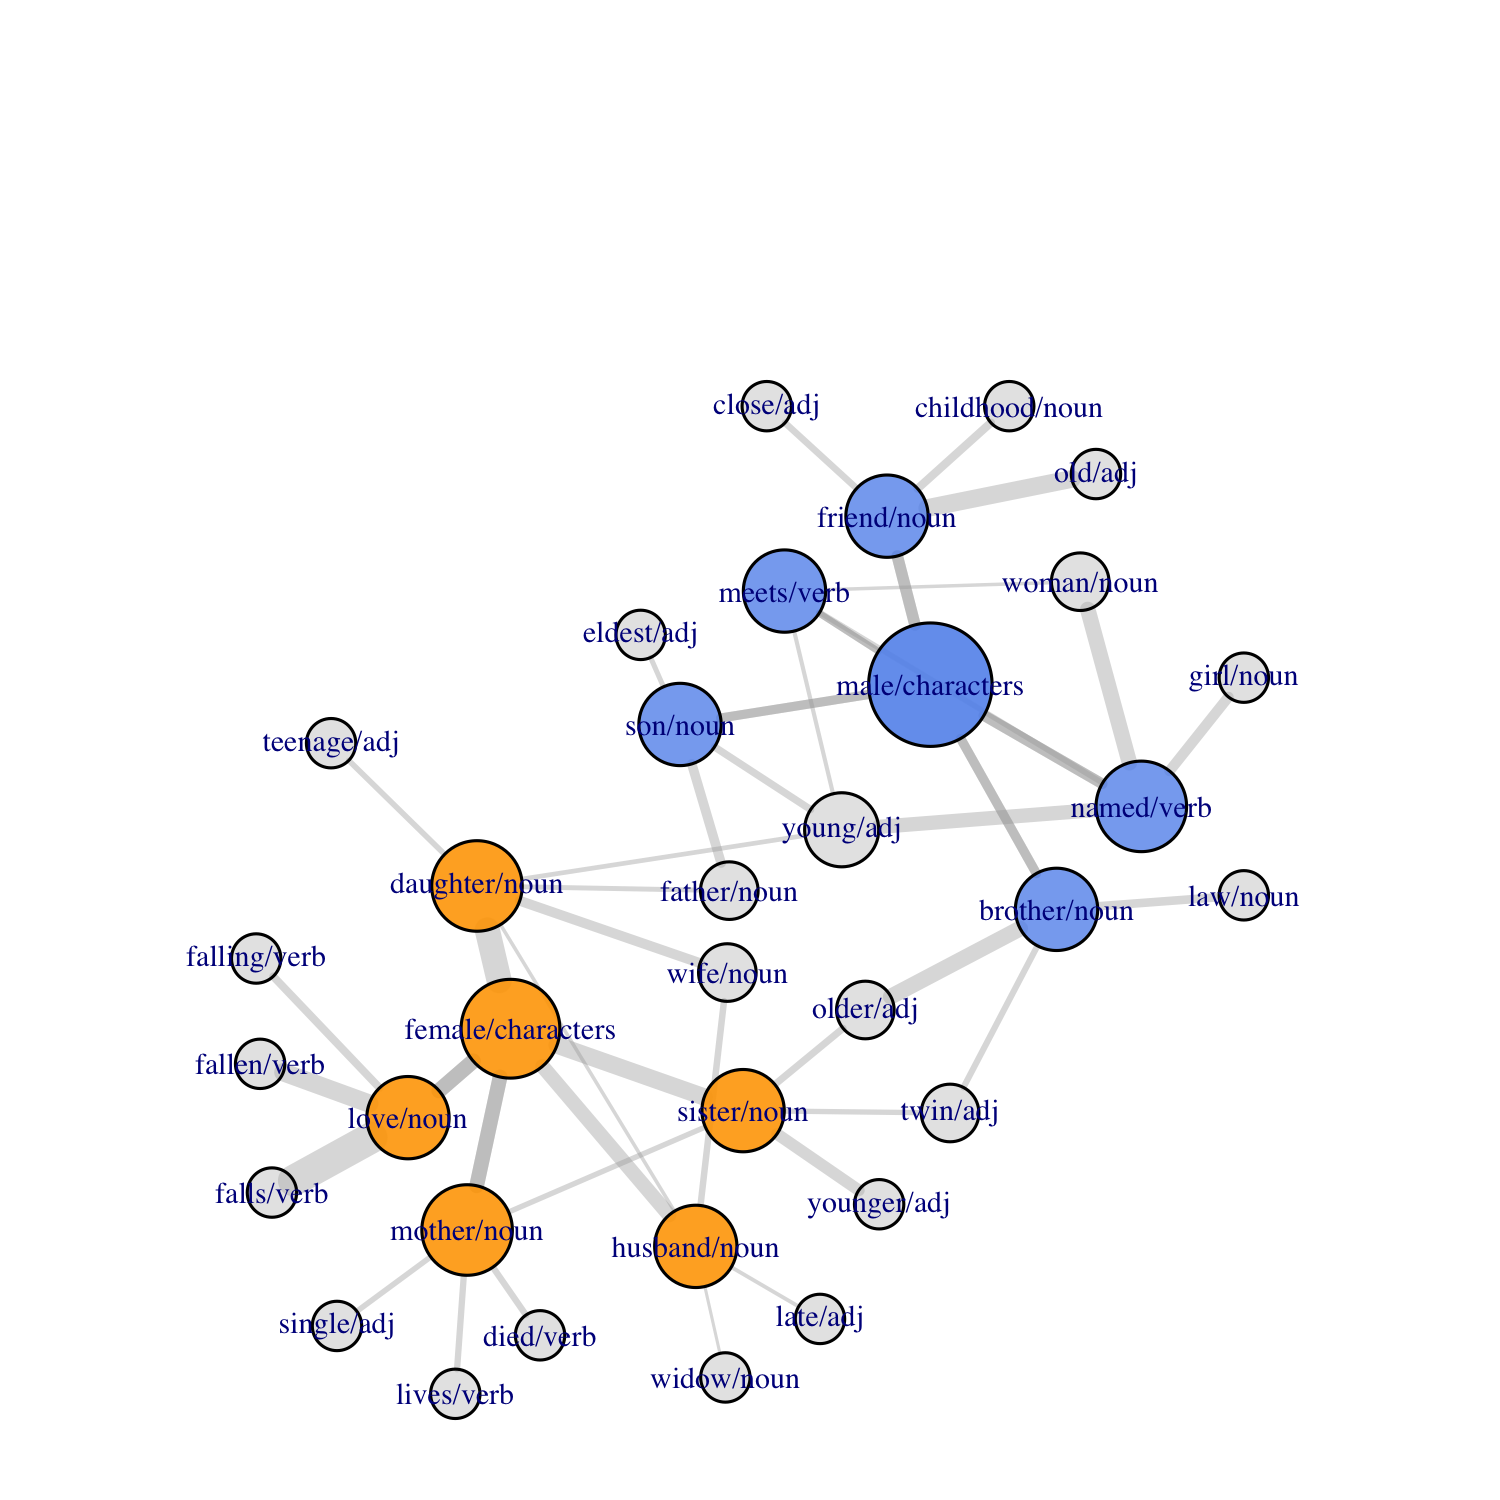 close/adj
childhood/noun
old/adj
friend/noun
woman/noun
meets/verb
eldest/adj
girl/noun
male/characters
son/noun
teenage/adj
named/verb
young/adj
daughter/noun
father/noun
law/noun
brother/noun
falling/verb
wife/noun
older/adj
female/characters
fallen/verb
love/noun
sister/noun
twin/adj
falls/verb
younger/adj
mother/noun
husband/noun
late/adj
single/adj
died/verb
widow/noun
lives/verb